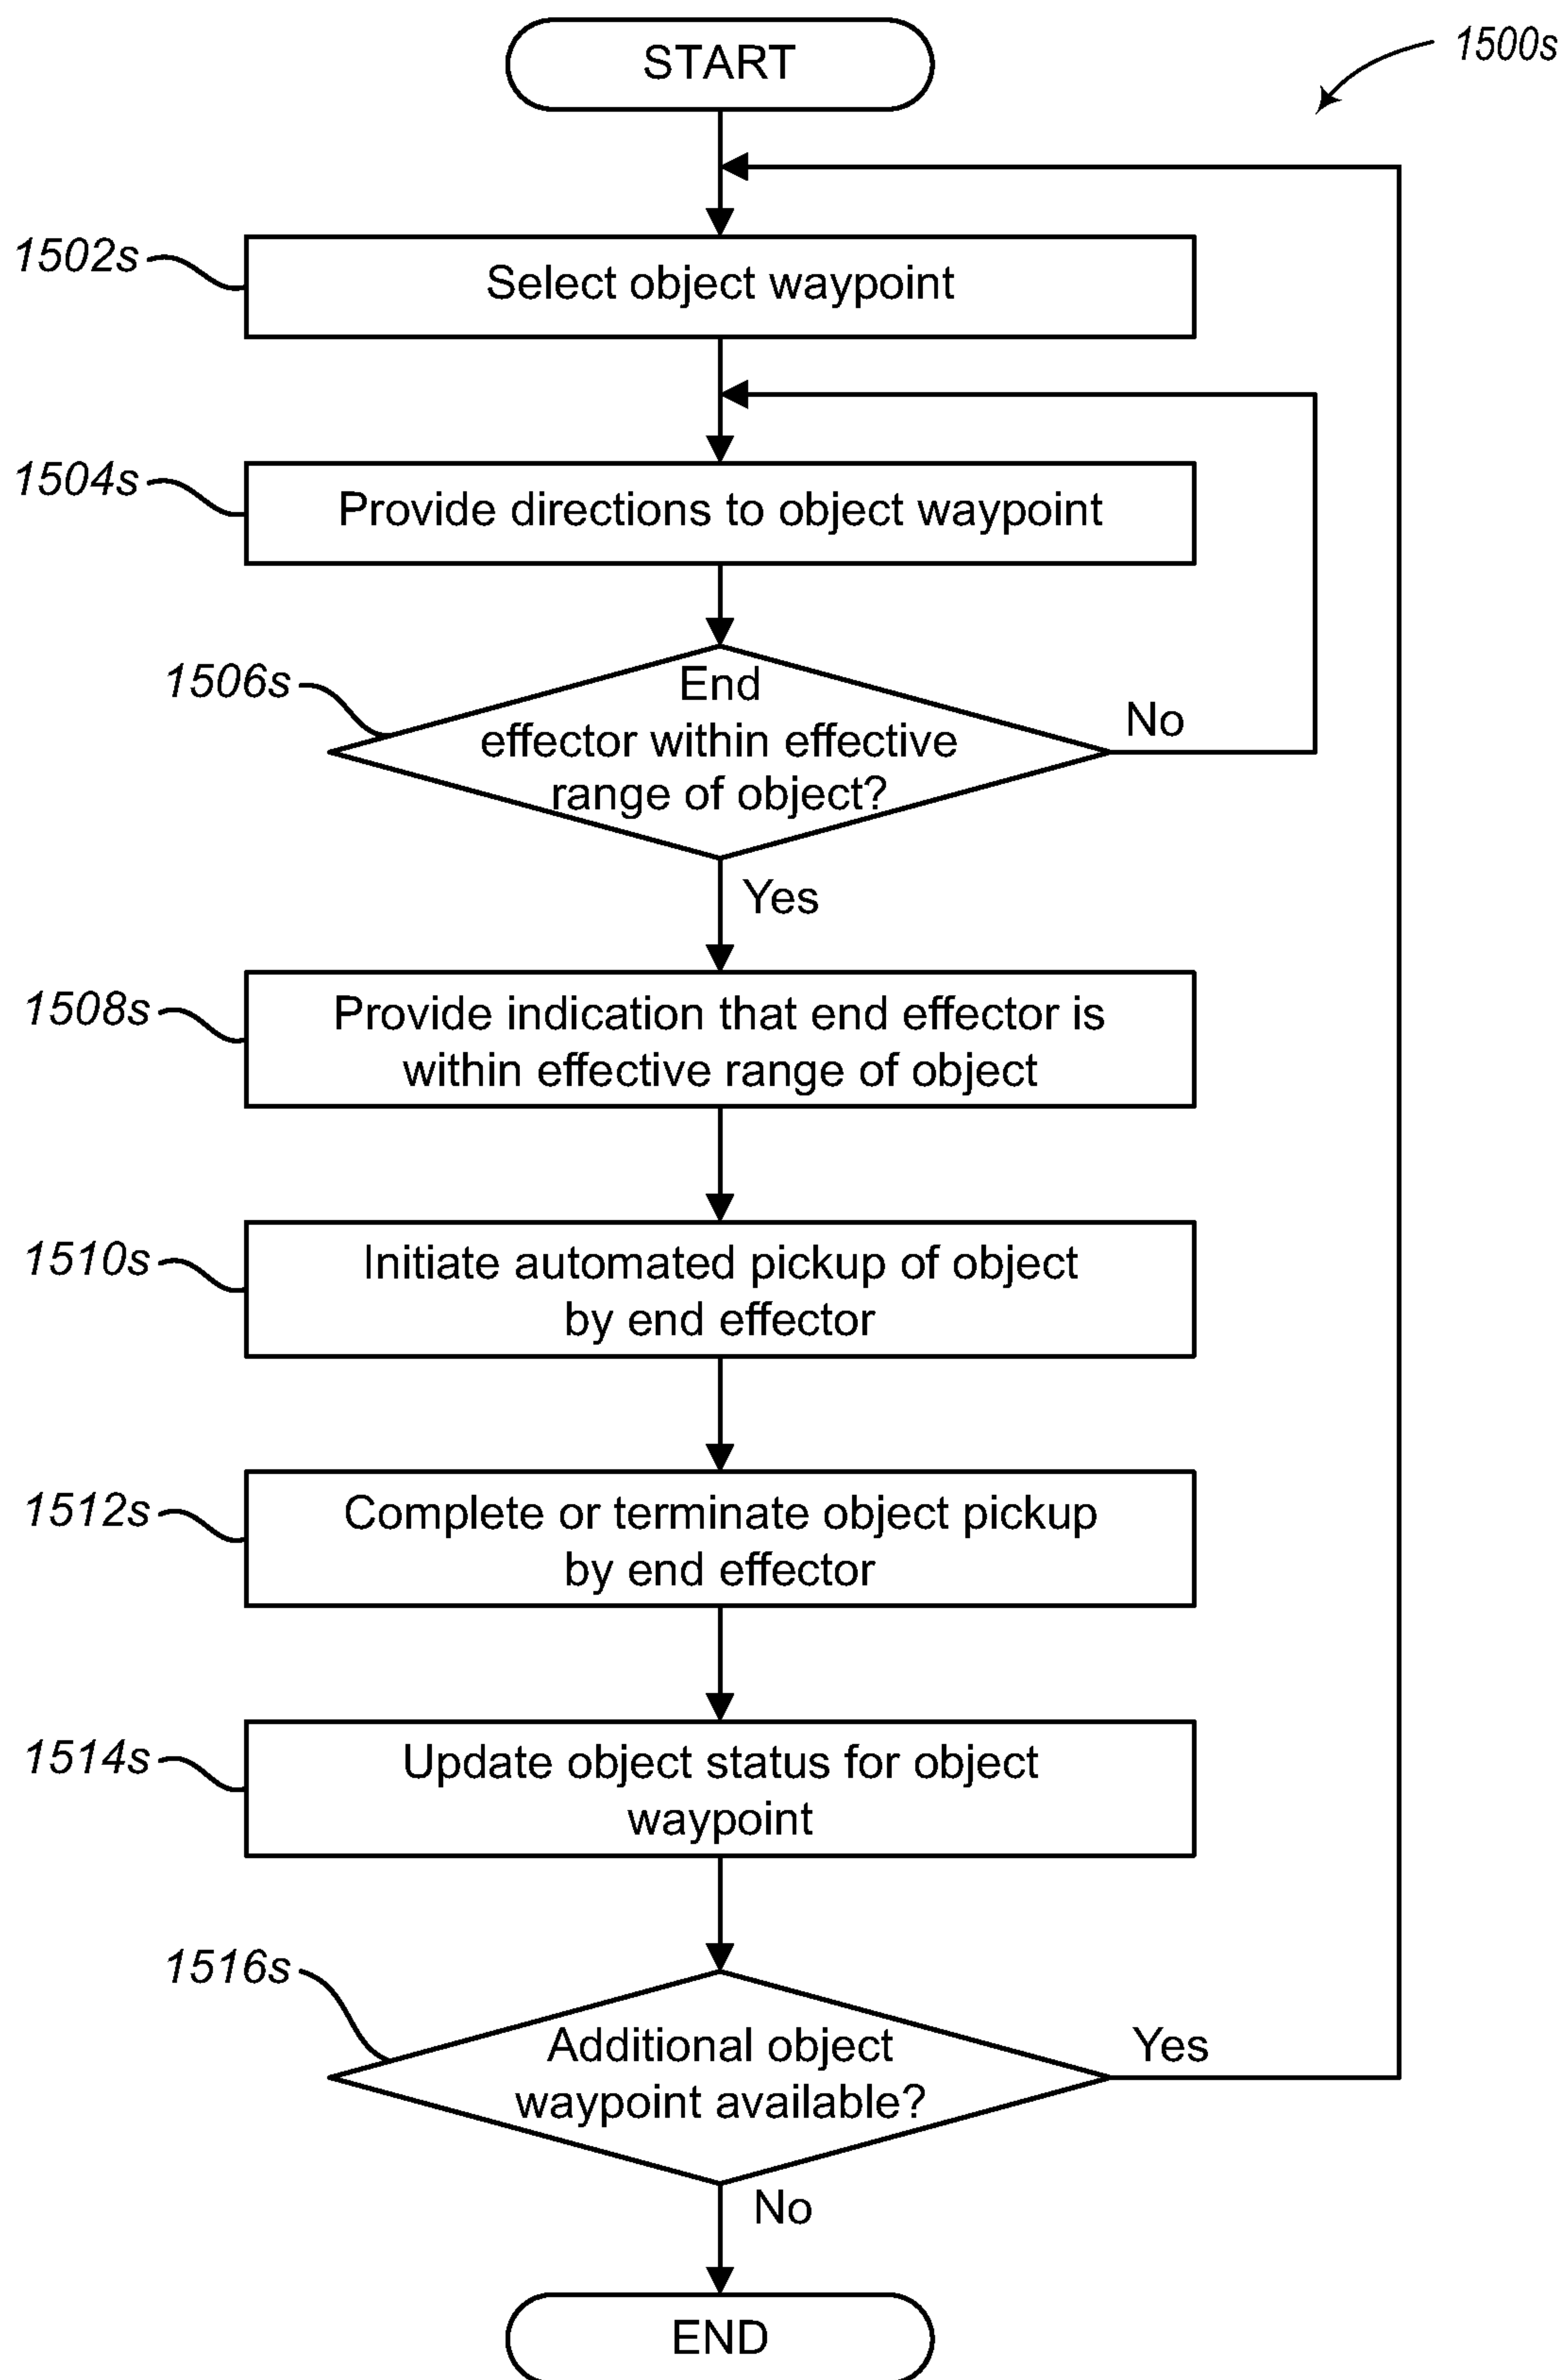 START
1500s
1502s
Select object waypoint
1504s
Provide directions to object waypoint
1506s
End
effector within effective
range of object?
No
Yes
1508s
Provide indication that end effector is
within effective range of object
1510s
Initiate automated pickup of object
by end effector
1512s
Complete or terminate object pickup
by end effector
1514s
Update object status for object
waypoint
1516s
Additional object
waypoint available?
Yes
No
END